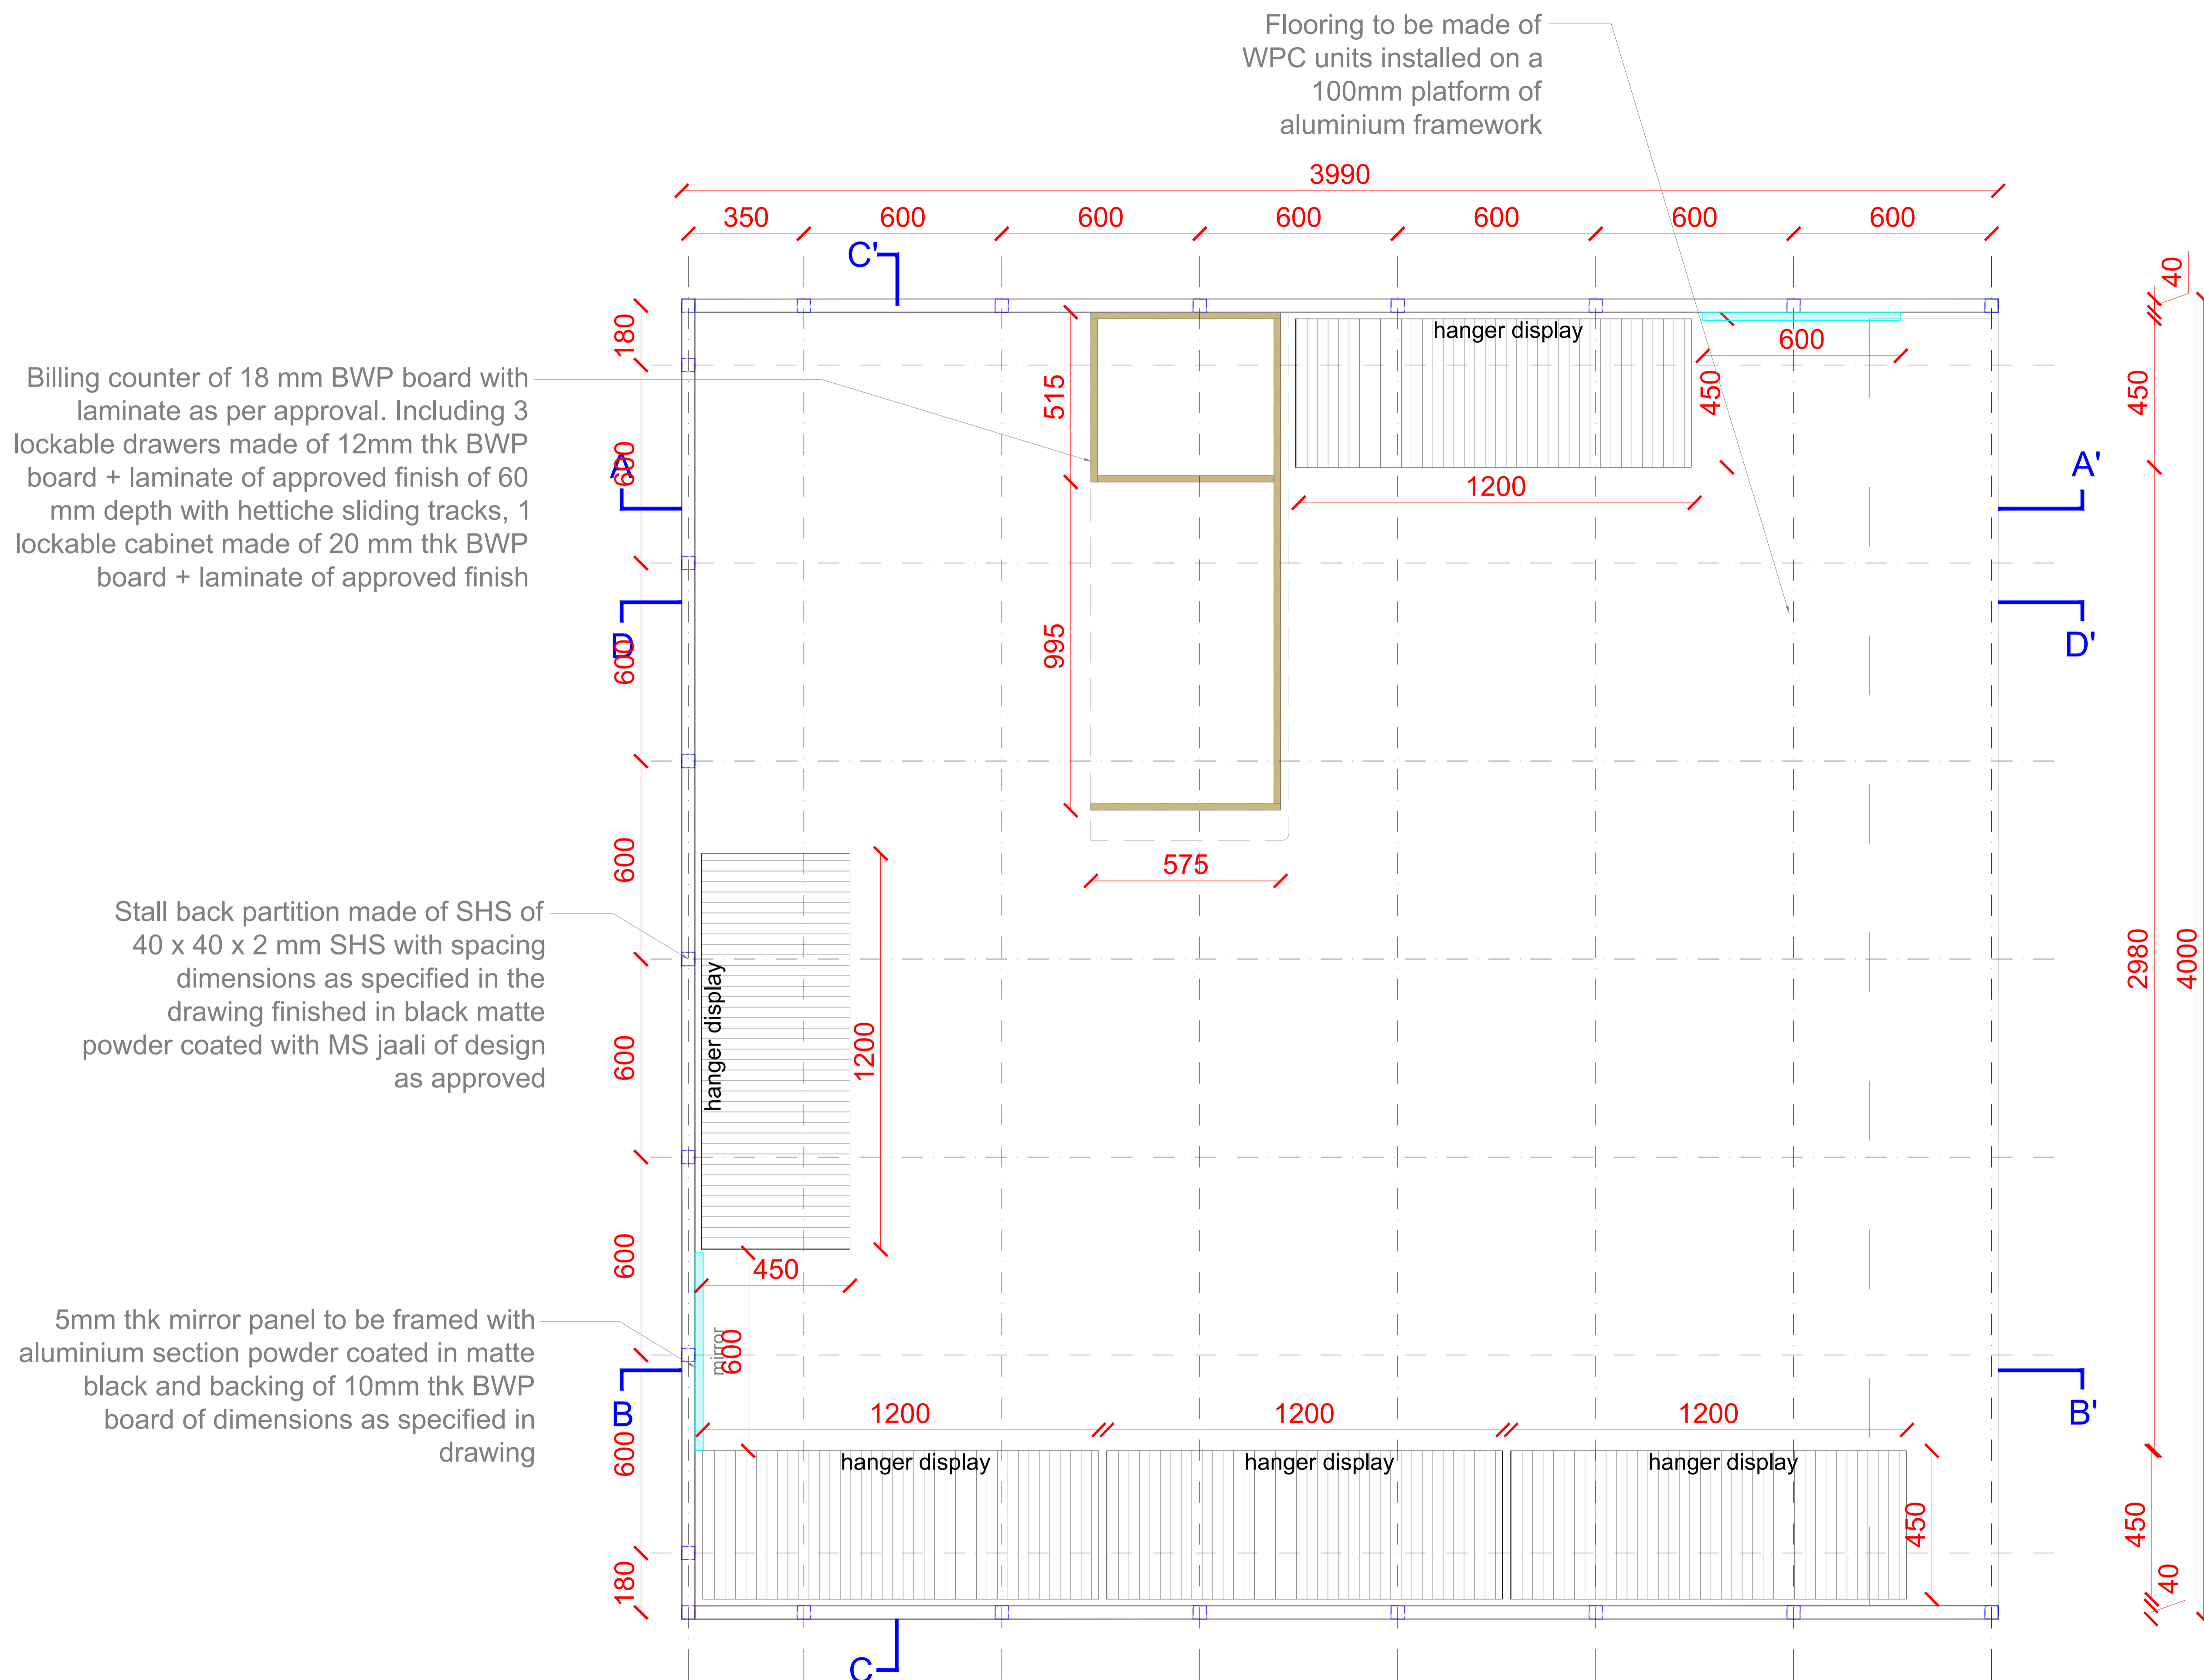 Flooring to be made of
WPC units installed on a
100mm platform of
aluminium framework
3990
350 600 600 600 600 600 600
C'
40
180
hanger display
600
Billing counter of 18 mm BWP board with
laminate as per approval. Including 3
lockable drawers made of 12mm thk BWP
board + laminate of approved finish of 60
mm depth with hettiche sliding tracks, 1
lockable cabinet made of 20 mm thk BWP
board + laminate of approved finish
515
450
450
600
A
A'
1200
D
D'
600
995
575
600
Stall back partition made of SHS of
40 x 40 x 2 mm SHS with spacing
dimensions as specified in the
drawing finished in black matte
powder coated with MS jaali of design
as approved
hanger display
1200
2980
4000
600
600
450
5mm thk mirror panel to be framed with
aluminium section powder coated in matte
black and backing of 10mm thk BWP
board of dimensions as specified in
drawing
mirror
600
B
B'
1200 1200 1200
600
hanger display hanger display hanger display
450
450
180
40
C